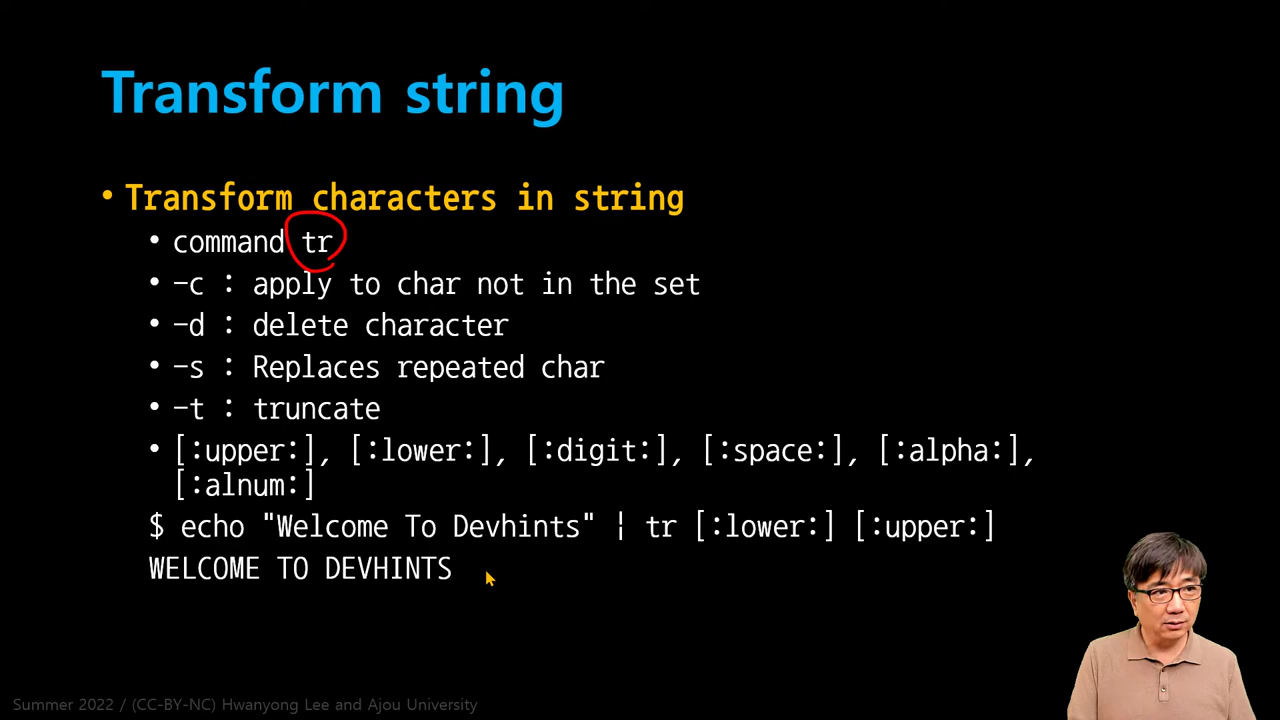 Transform string
• Transform characters in string
• command tr
• -c : apply to char not in the set
• -d : delete character
• -s : Replaces repeated char
• -t : truncate
• [:upper:], [:lower:], [:digit:], [:space:], [:alpha:],
[:alnum:]
$ echo "Welcome To Devhints" | tr [:lower:] [:upper:]
WELCOME TO DEVHINTS
Summer 2022 / (CC-BY-NC) Hwanyong Lee and Ajou University